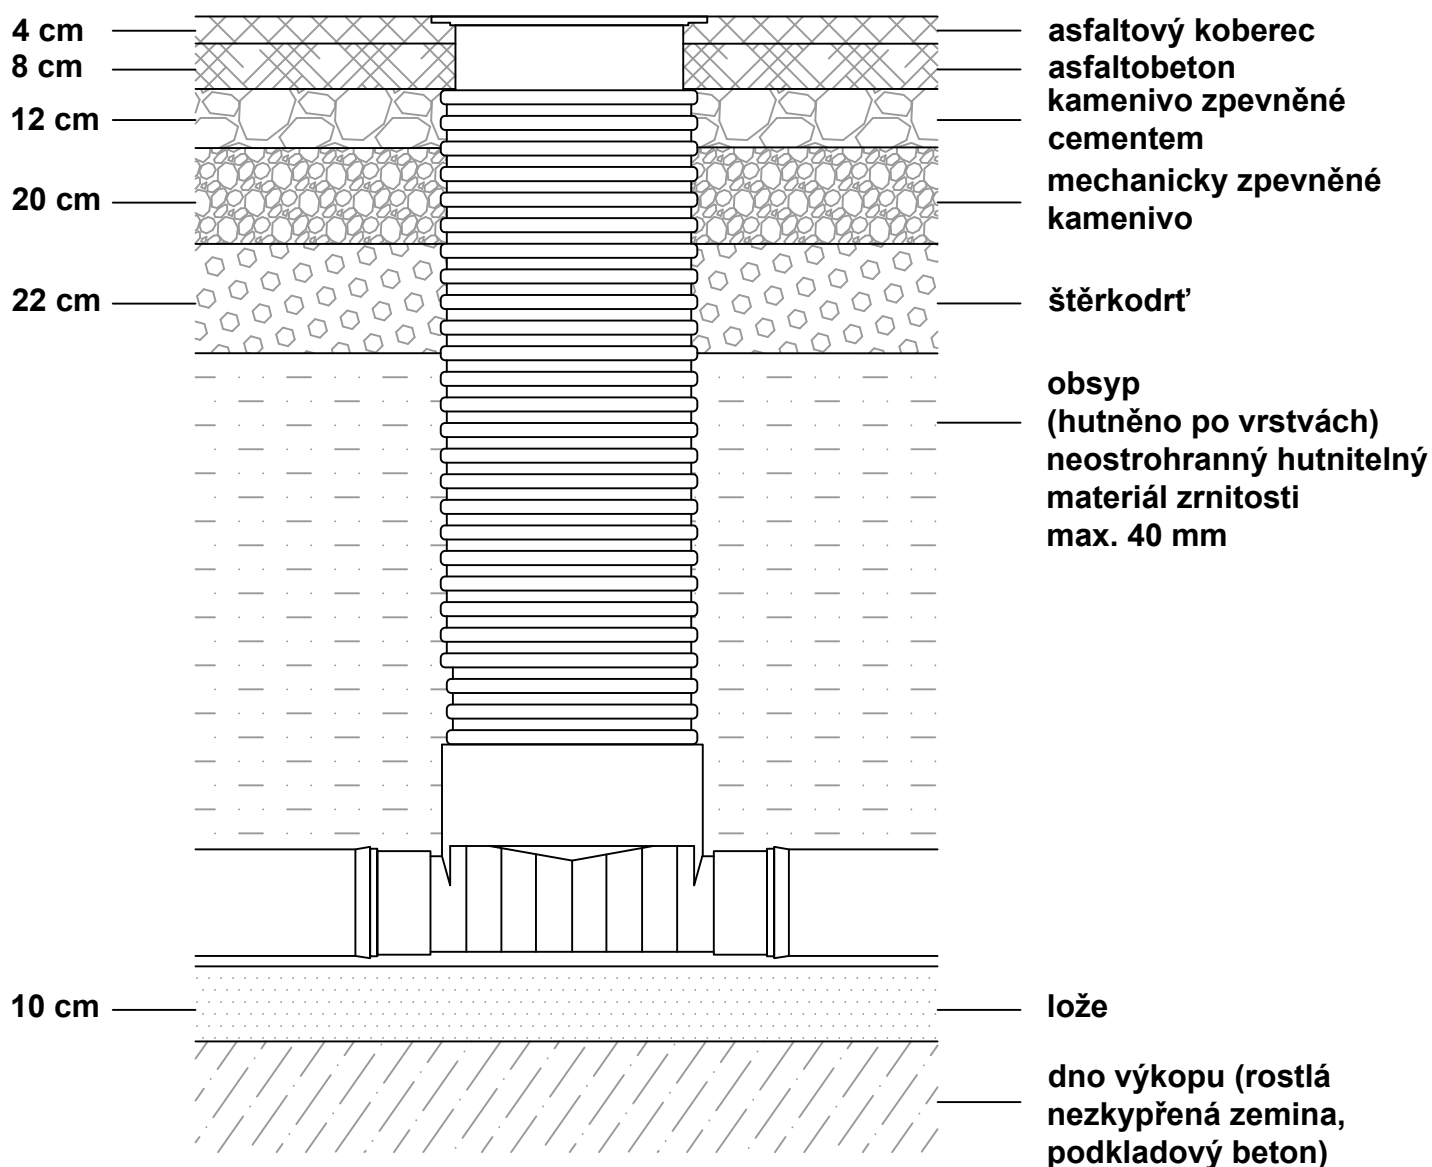 4 cm
asfaltový koberec
8 cm
asfaltobeton
12 cm
kamenivo zpevněné
cementem
20 cm
mechanicky zpevněné
kamenivo
22 cm
štěrkodrť
obsyp
(hutněno po vrstvách)
neostrohranný hutnitelný
materiál zrnitosti
max. 40 mm
10 cm
lože
dno výkopu (rostlá
nezkypřená zemina,
podkladový beton)